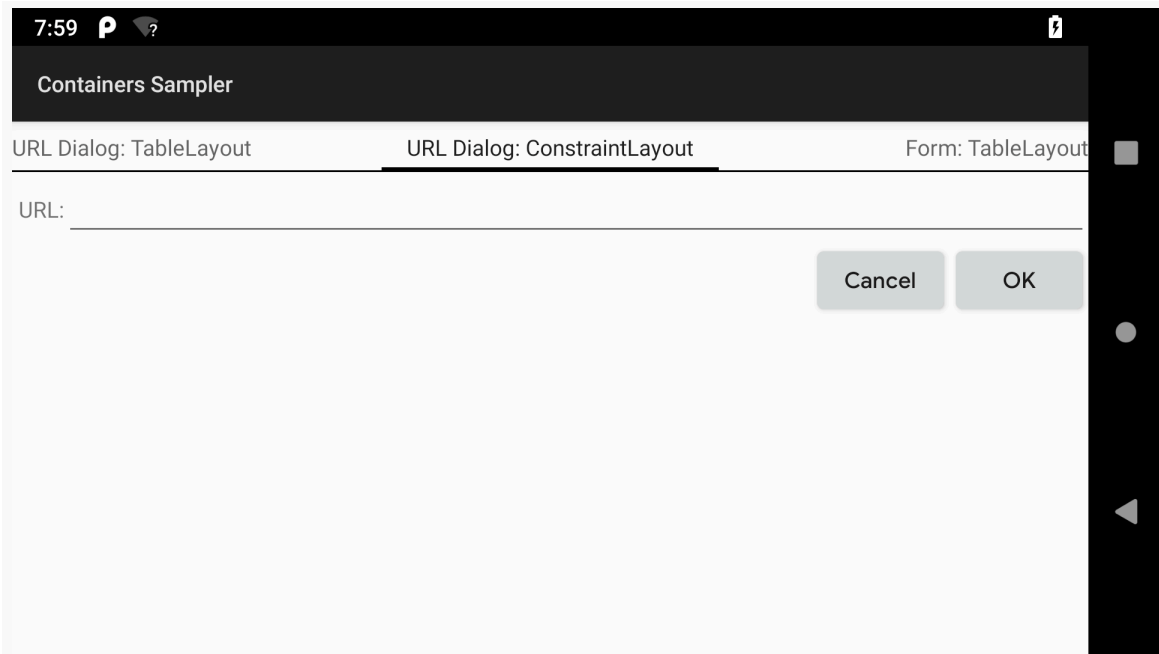 7:59
Containers Sampler
URL Dialog: TableLayout URL Dialog: ConstraintLayout Form: TableLayout
URL:
Cancel OK